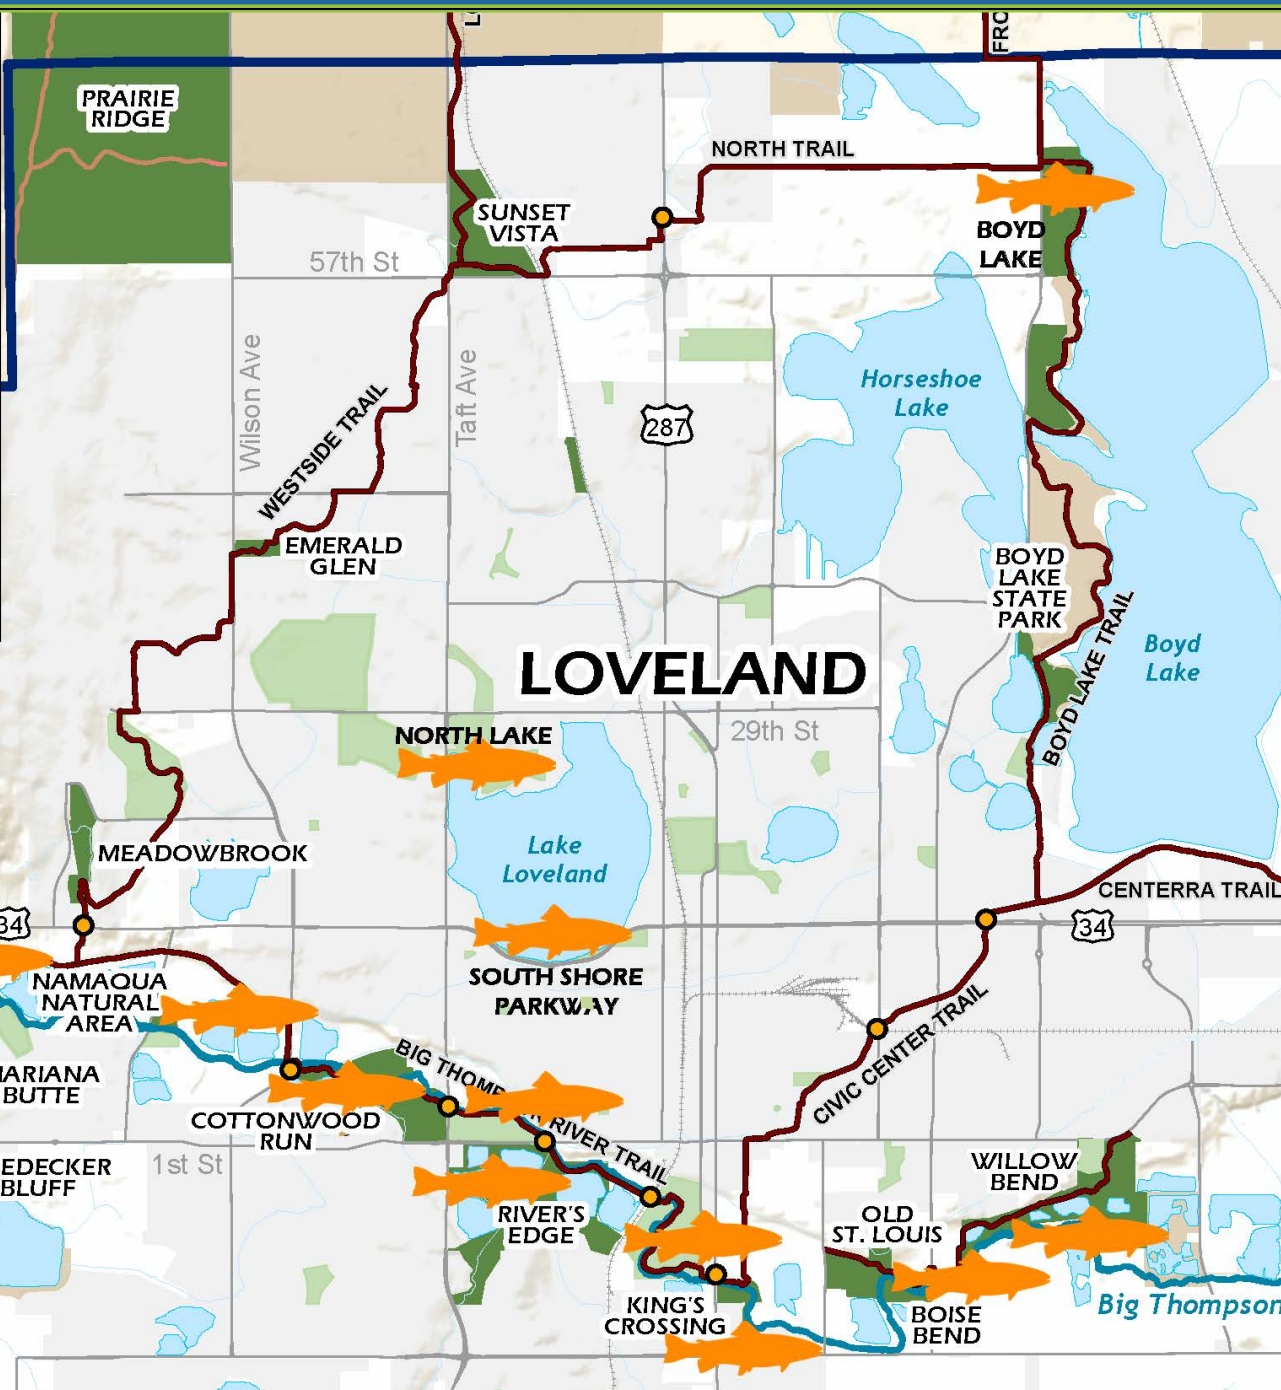 FRO
PRAIRIE
RIDGE
NORTH TRAIL
SUNSET
VISTA
BOYD
LAKE
57th St
Wilson Ave
Taft Ave
WESTSIDE TRAIL
287
Horseshoe
Lake
EMERALD
GLEN
BOYD
LAKE
STATE
PARK
BOYD LAKE TRAIL
Boyd
Lake
LOVELAND
29th St
NORTH LAKE
Lake
Loveland
MEADOWBROOK
CENTERRA TRAIL
34
34
SOUTH SHORE
PARKWAY
NAMAQUA
NATURAL
AREA
CIVIC CENTER TRAIL
ARIANA
BUTTE
BIG THOMP
RIVER TRAIL
COTTONWOOD
RUN
1st St
EDECKER
BLUFF
WILLOW
BEND
RIVER'S
EDGE
OLD
ST. LOUIS
KING'S
CROSSING
BOISE
BEND
Big Thompson